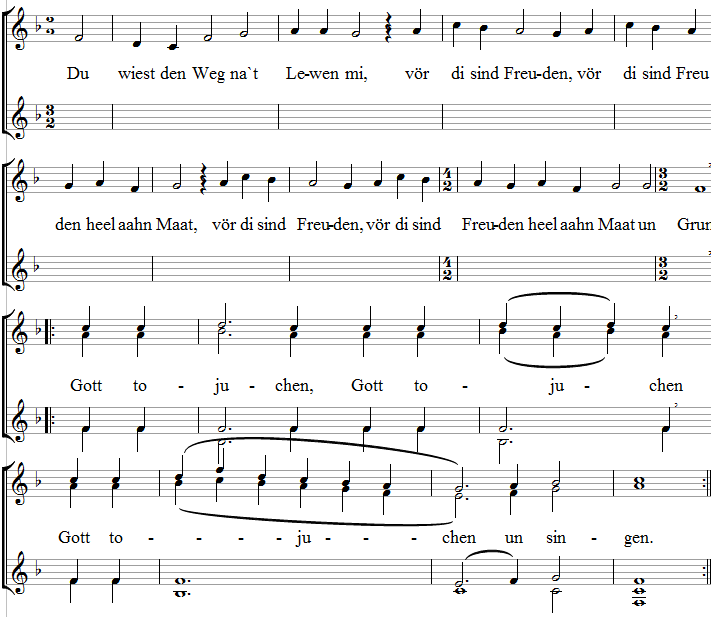 Du wiest den Weg na`t Le-wen mi, vör di sind Freu-den, vör di sind Freu
den heel aahn Maat, vör di sind Freu-den, vör di sind Freu-den heel aahn Maat un Grun
Gott to - ju - chen, Gott to - ju - chen
Gott to - - - - ju - - - chen un sin - gen.